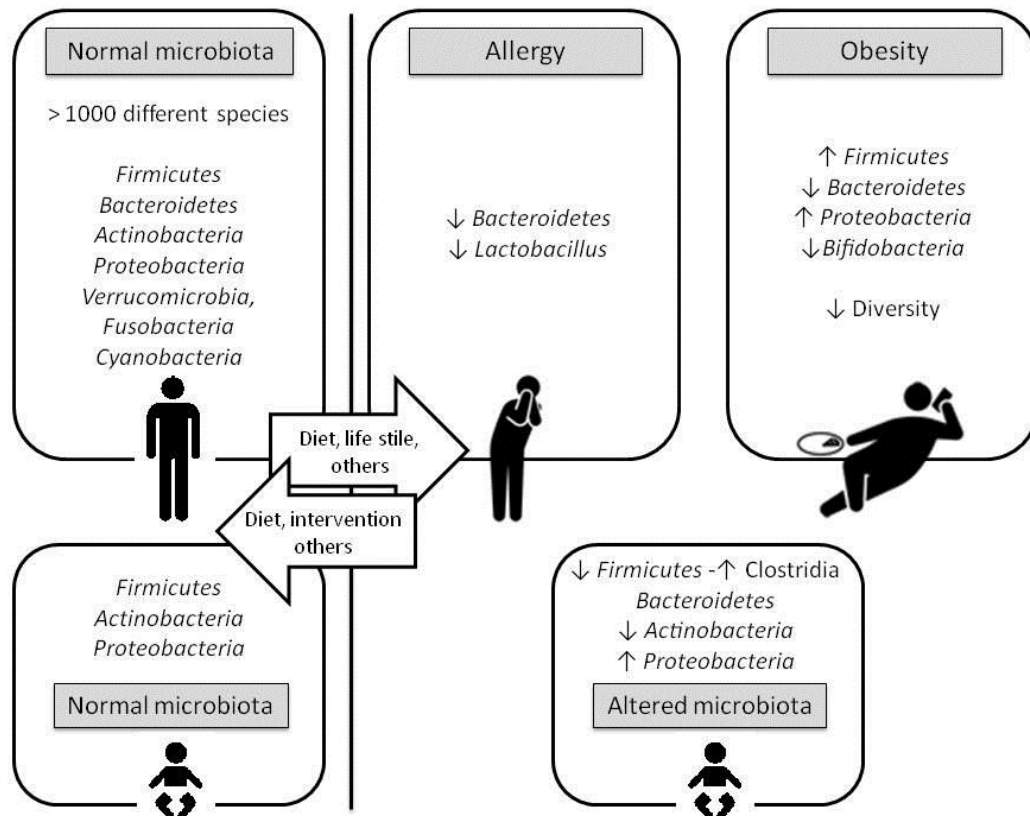 Normal microbiota
> 1000 different species
Firmicutes
Bacteroidetes
Actinobacteria
Proteobacteria
Verrucomicrobia,
Fusobacteria
Cyanobacteria
Allergy
↓ Bacteroidetes
↓ Lactobacillus
Obesity
↑ Firmicutes
↓ Bacteroidetes
↑ Proteobacteria
↓Bifidobacteria
↓ Diversity
Diet, life stile,
others
Diet, intervention
others
Firmicutes
Actinobacteria
Proteobacteria
Normal microbiota
↓ Firmicutes -↑ Clostridia
Bacteroidetes
↓ Actinobacteria
↑ Proteobacteria
Altered microbiota